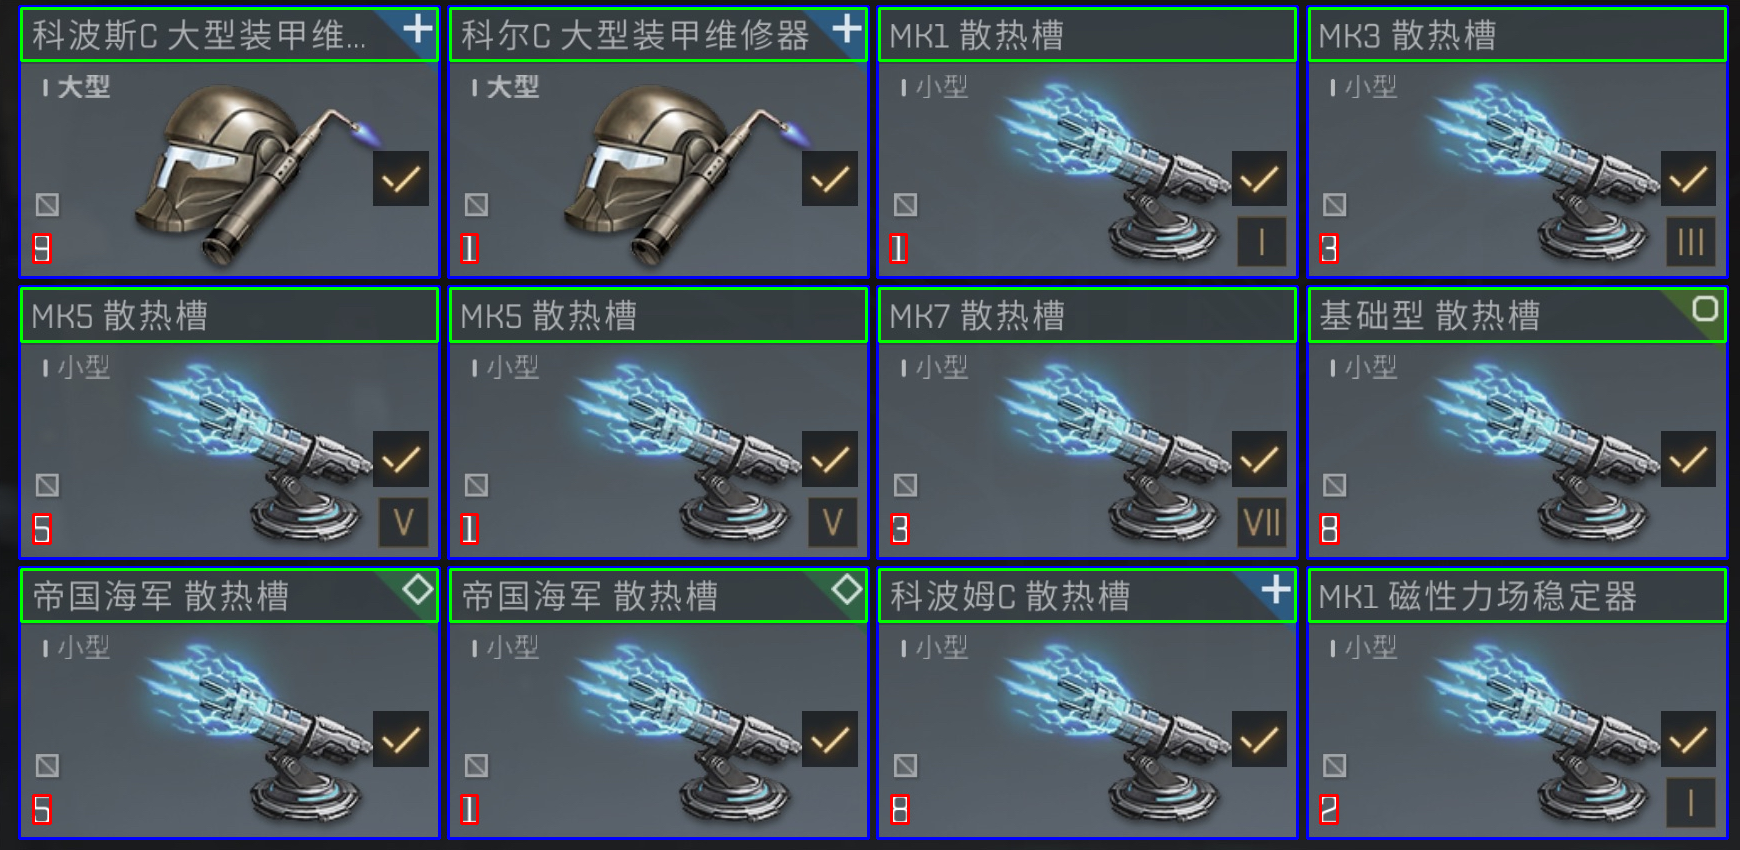 科波斯C 大型装甲维...
大型
9
科尔C 大型装甲维修器
大型
1
MK1 散热槽
小型
1
I
MK3 散热槽
小型
3
III
MK5 散热槽
小型
5
V
MK5 散热槽
小型
1
V
MK7 散热槽
小型
3
VII
基础型 散热槽
小型
8
帝国海军 散热槽
小型
5
帝国海军 散热槽
小型
1
科波姆C 散热槽
小型
8
MK1 磁性力场稳定器
小型
2
I